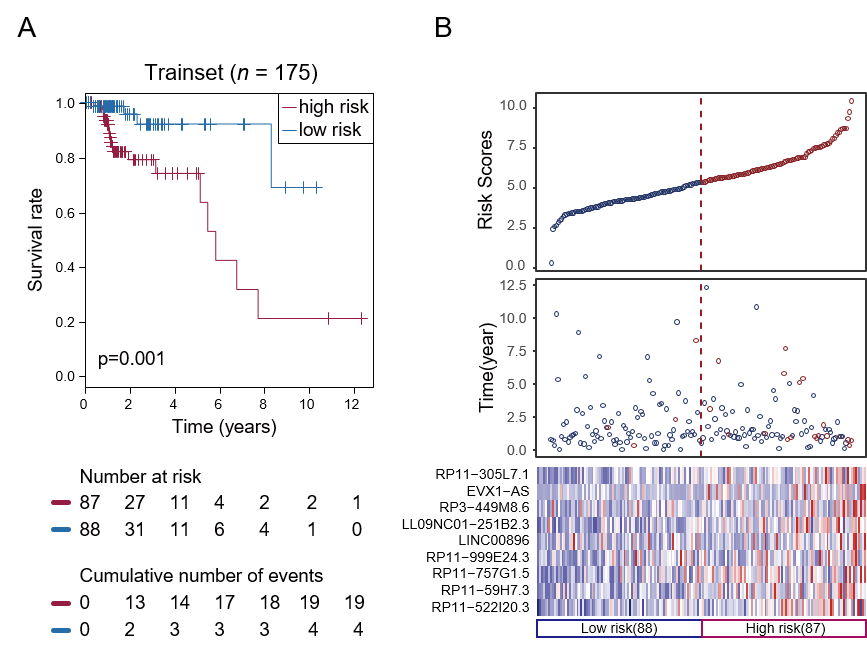 A
Trainset (n = 175)
Survival rate
1.0
0.8
0.6
0.4
0.2
0.0
high risk
low risk
p=0.001
0 2 4 6 8 10 12
Time (years)
Number at risk
87 27 11 4 2 2 1
88 31 11 6 4 1 0
Cumulative number of events
0 13 14 17 18 19 19
0 2 3 3 3 4 4
B
Risk Scores
10.0
7.5
5.0
2.5
0.0
Time(year)
12.5
10.0
7.5
5.0
2.5
0.0
RP11−305L7.1
EVX1−AS
RP3−449M8.6
LL09NC01−251B2.3
LINC00896
RP11−999E24.3
RP11−757G1.5
RP11−59H7.3
RP11−522I20.3
Low risk(88) High risk(87)